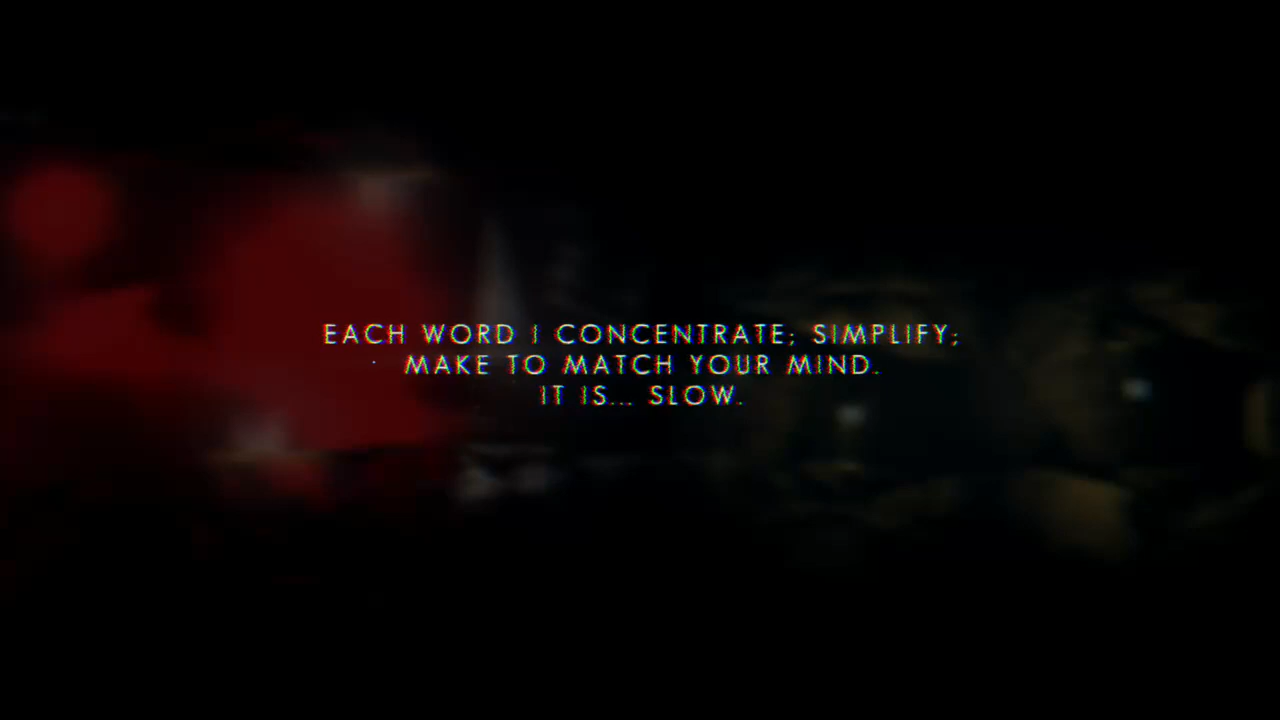 EACH WORD I CONCENTRATE; SIMPLIFY;
MAKE TO MATCH YOUR MIND.
IT IS... SLOW.